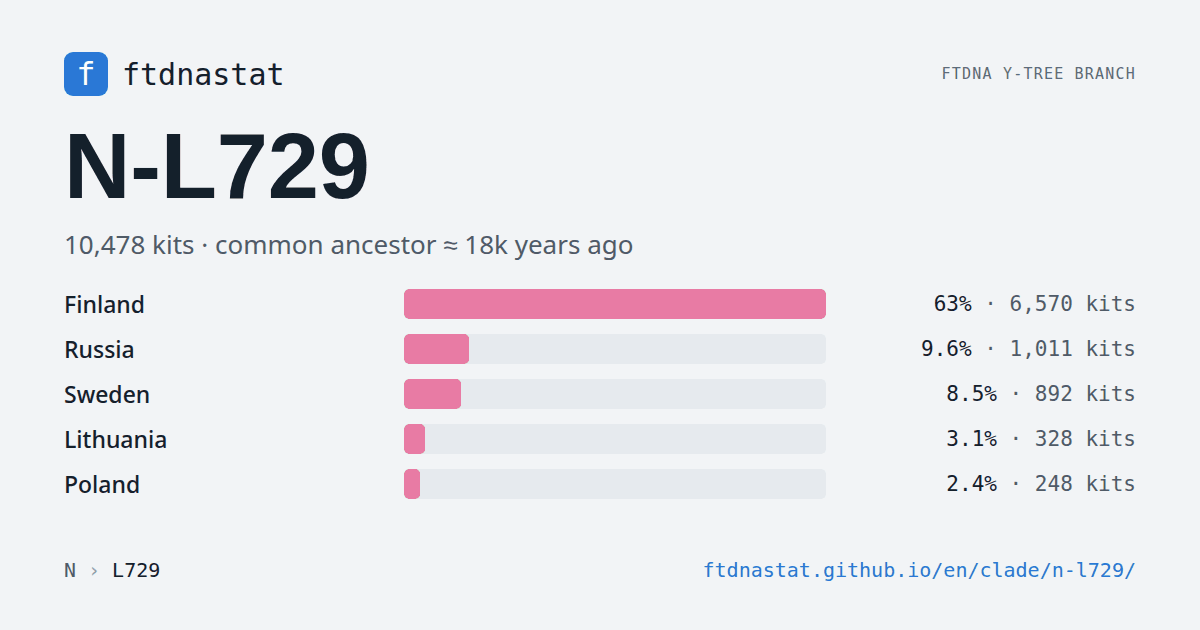 f ftdnastat
FTDNA Y-TREE BRANCH
N-L729
10,478 kits · common ancestor ≈ 18k years ago
Finland 63% · 6,570 kits
Russia 9.6% · 1,011 kits
Sweden 8.5% · 892 kits
Lithuania 3.1% · 328 kits
Poland 2.4% · 248 kits
N › L729
ftdnastat.github.io/en/clade/n-l729/